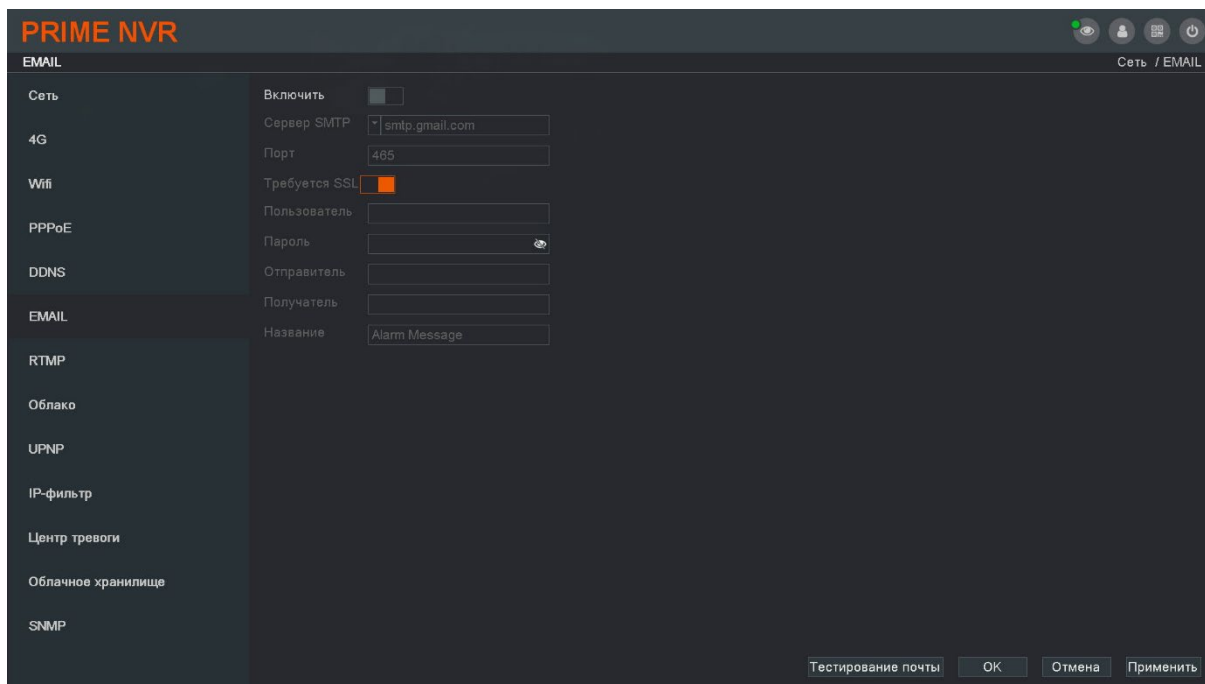 PRIME NVR
EMAIL
Сеть / EMAIL
Сеть
4G
Wifi
PPPoE
DDNS
EMAIL
RTMP
Облако
UPNP
IP-фильтр
Центр тревоги
Облачное хранилище
SNMP
Включить
Сервер SMTP smtp.gmail.com
Порт 465
Требуется SSL
Пользователь
Пароль
Отправитель
Получатель
Название Alarm Message
Тестирование почты OK Отмена Применить